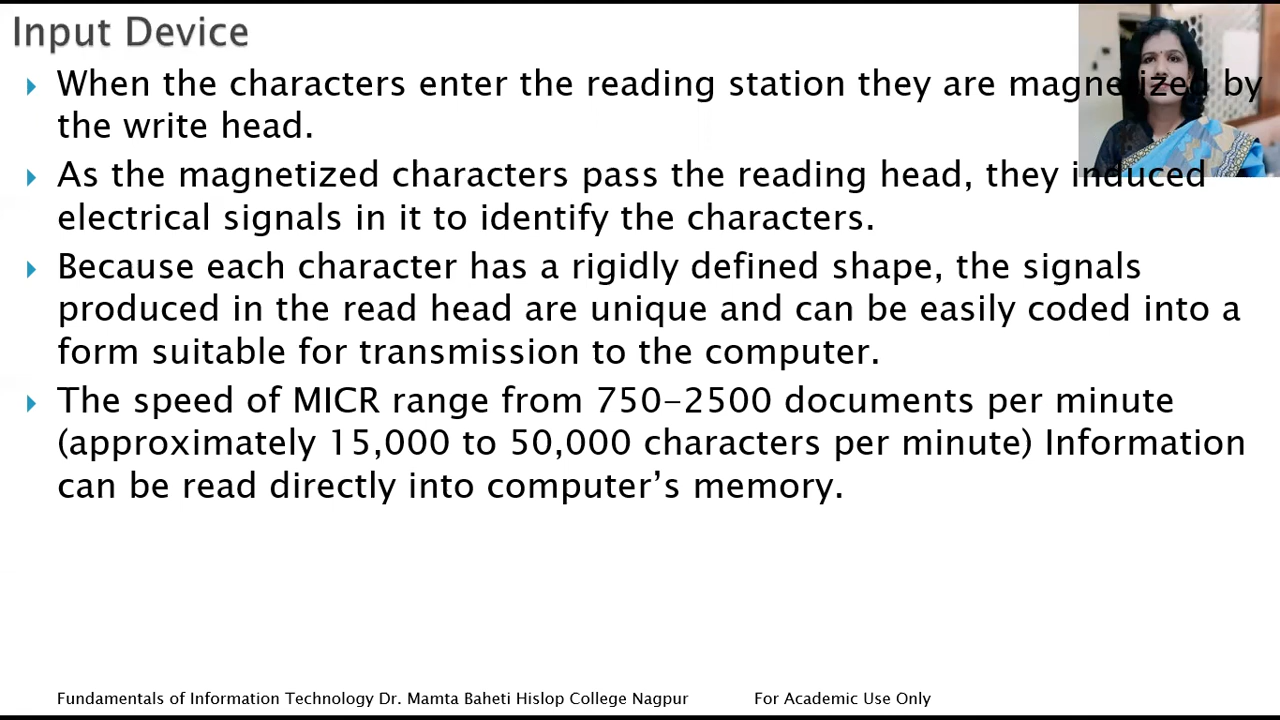 Input Device
When the characters enter the reading station they are magnetized by
the write head.
As the magnetized characters pass the reading head, they induced
electrical signals in it to identify the characters.
Because each character has a rigidly defined shape, the signals
produced in the read head are unique and can be easily coded into a
form suitable for transmission to the computer.
The speed of MICR range from 750-2500 documents per minute
(approximately 15,000 to 50,000 characters per minute) Information
can be read directly into computer’s memory.
Fundamentals of Information Technology Dr. Mamta Baheti Hislop College Nagpur For Academic Use Only